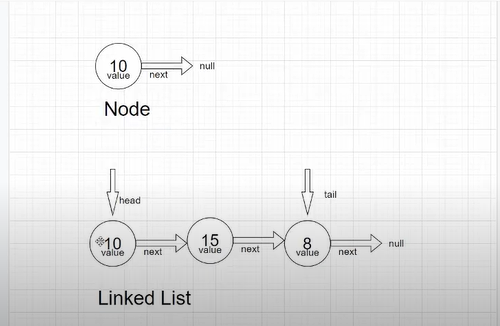 10
value
next
null
Node
head
tail
10
value
next
15
value
next
8
value
next
null
Linked List